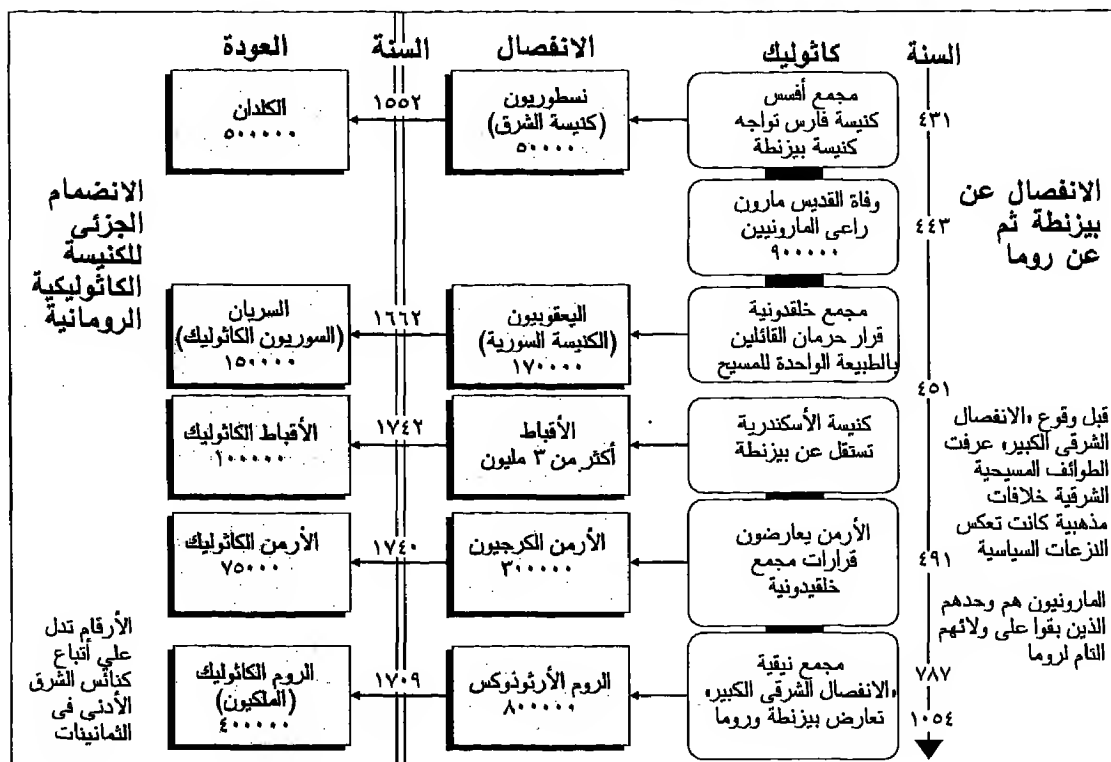 السنة
كاثوليك
الانفصال
السنة
العودة
٤٣١
مجمع أفسس
كنيسة فارس تواجه
كنيسة بيزنطة
نسطوريون
(كنيسة الشرق)
٥٠٠٠٠
١٥٥٢
الكلدان
٥٠٠٠٠٠
الانفصال عن
بيزنطة ثم
عن روما
٤٤٣
وفاة القديس مارون
راعى المارونيين
٩٠٠٠٠٠
الانضمام
الجزئى
للكنيسة
الكاثوليكية
الرومانية
مجمع خلقدونية
قرار حرمان القائلين
بالطبيعة الواحدة للمسيح
٤٥١
اليعقوبيون
(الكنيسة السورية)
١٧٠٠٠٠
١٦٦٢
السريان
(السوريون الكاثوليك)
١٥٠٠٠٠
قبل وقوع «الانفصال
الشرقى الكبير» عرفت
الطوائف المسيحية
الشرقية خلافات
مذهبية كانت تعكس
النزعات السياسية
كنيسة الأسكندرية
تستقل عن بيزنطة
الأقباط
أكثر من ٣ مليون
١٧٤٢
الأقباط الكاثوليك
١٠٠٠٠٠
٤٩١
الأرمن يعارضون
قرارات مجمع
خلقيدونية
الأرمن الكرجيون
٣٠٠٠٠٠
١٧٤٠
الأرمن الكاثوليك
٧٥٠٠٠
المارونيون هم وحدهم
الذين بقوا على ولائهم
التام لروما
٧٨٧
١٠٥٤
مجمع نيقية
«الانفصال الشرقى الكبير»
تعارض بيزنطة وروما
الروم الأرثوذوكس
٨٠٠٠٠٠
١٧٠٩
الروم الكاثوليك
(الملكيون)
٤٠٠٠٠٠
الأرقام تدل
على أتباع
كنائس الشرق
الأدنى فى
الثمانينات